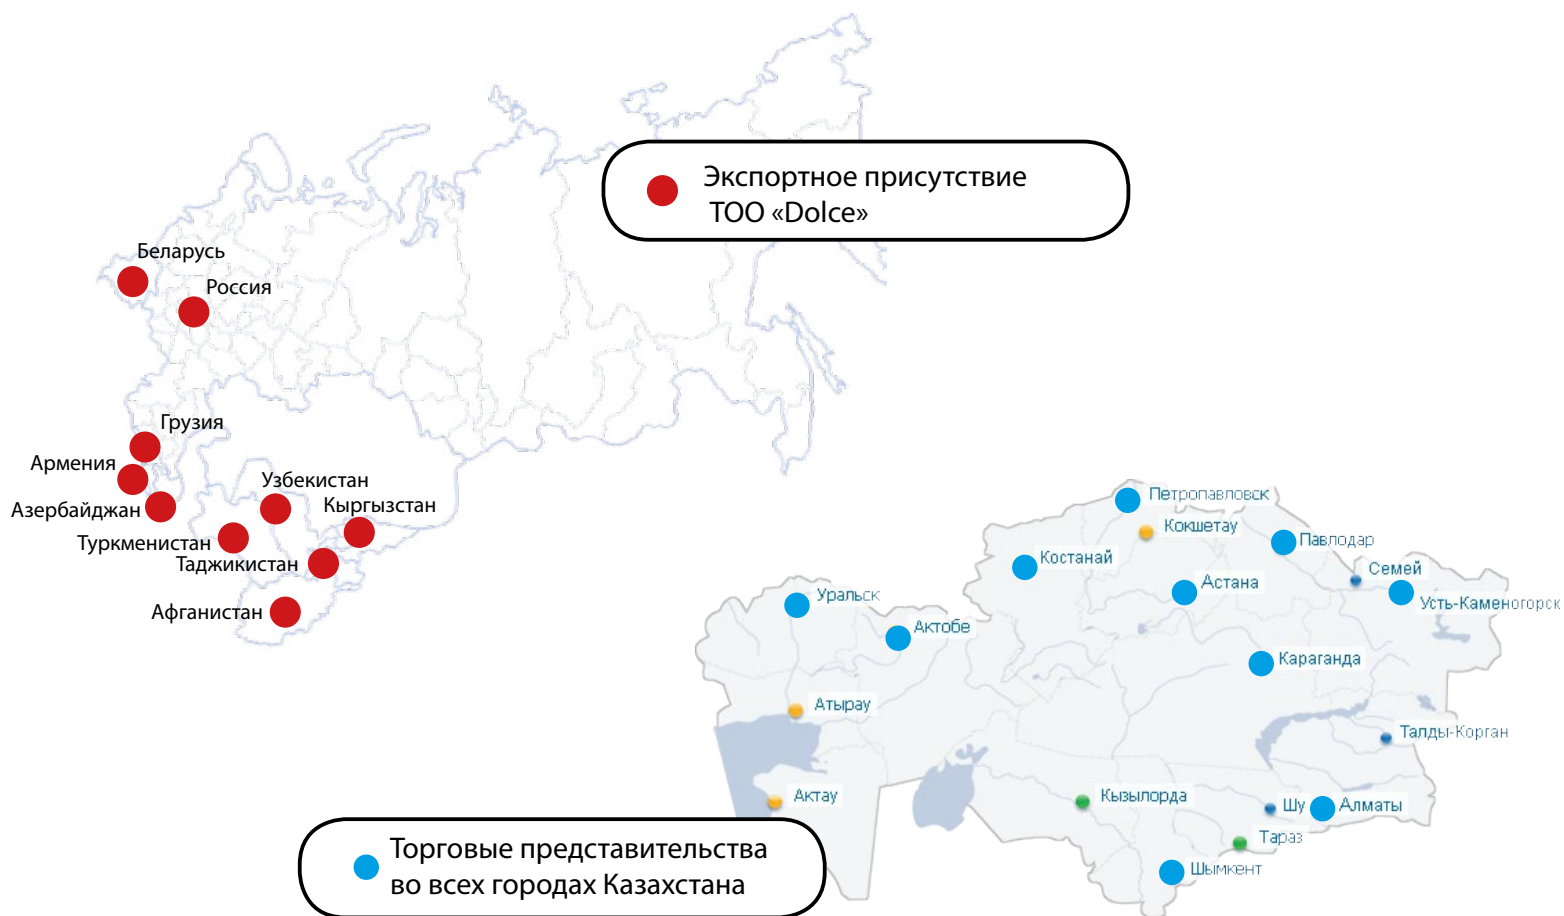 Экспортное присутствие
ТОО «Dolce»
Беларусь
Россия
Грузия
Армения
Узбекистан
Азербайджан
Кыргызстан
Туркменистан
Таджикистан
Афганистан
Петропавловск
Кокшетау
Павлодар
Костанай
Семей
Астана
Уральск
Усть-Каменогорск
Актобе
Караганда
Атырау
Талды-Корган
Актау
Кызылорда
Шу
Алматы
Тараз
Шымкент
Торговые представительства
во всех городах Казахстана